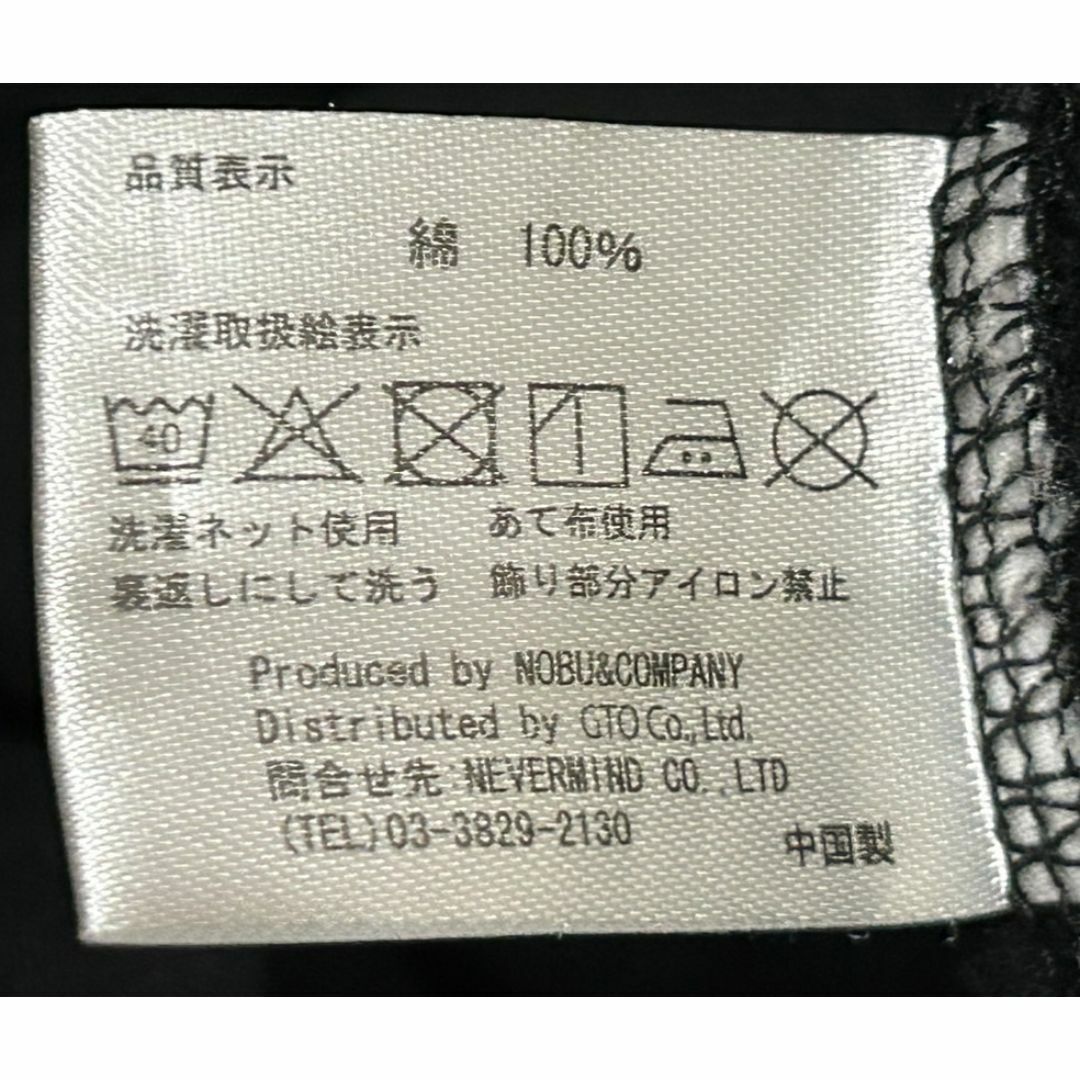 品質表示
綿 100%
洗濯取扱絵表示
40
洗濯ネット使用 あて布使用
裏返しにして洗う 飾り部分アイロン禁止
Produced by NOBU&COMPANY
Distributed by GTO Co.,Ltd.
問合せ先:NEVERMIND CO.,LTD
(TEL)03-3829-2130
中国製